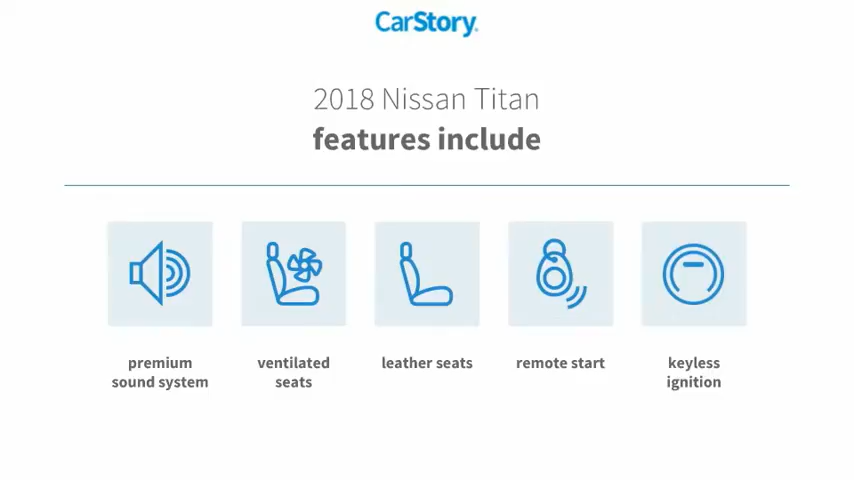 CarStory.
2018 Nissan Titan
features include
premium
sound system
ventilated
seats
leather seats
remote start
keyless
ignition